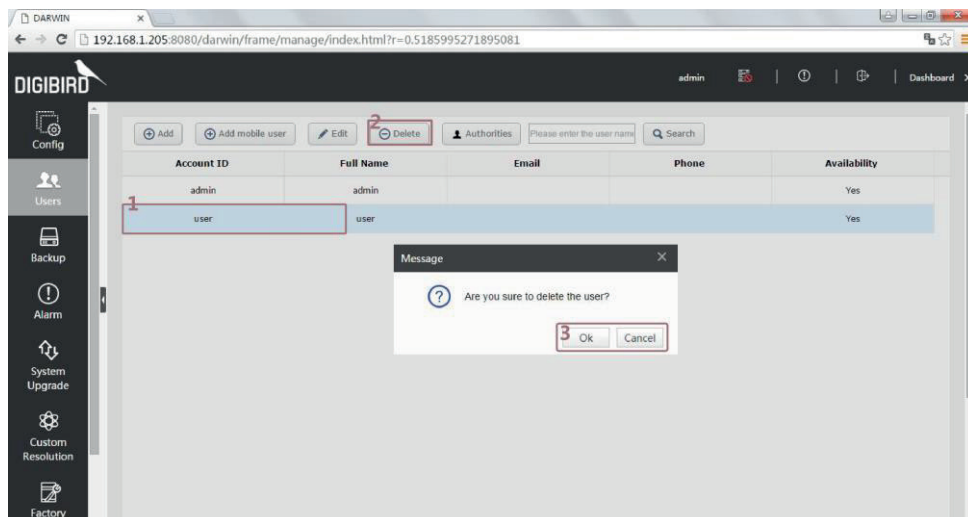 DARWIN
192.168.1.205:8080/darwin/frame/manage/index.html?r=0.5185995271895081
DIGIBIRD
admin
Dashboard
Config
Users
Backup
Alarm
System
Upgrade
Custom
Resolution
Factory
Add
Add mobile user
Edit
2
Delete
Authorities
Please enter the user name
Search
Account ID Full Name Email Phone Availability
admin admin Yes
1
user user Yes
Message
Are you sure to delete the user?
3
Ok Cancel